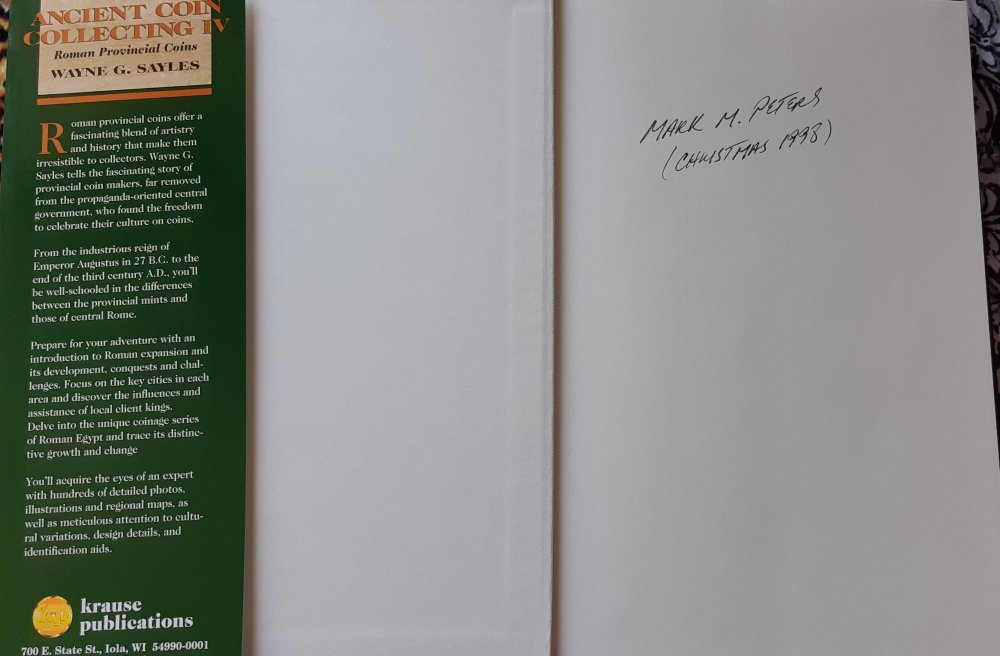 ANCIENT COIN
COLLECTING IV
Roman Provincial Coins
WAYNE G. SAYLES
Roman provincial coins offer a
fascinating blend of artistry
and history that make them
irresistible to collectors. Wayne G.
Sayles tells the fascinating story of
provincial coin makers, far removed
from the propaganda-oriented central
government, who found the freedom
to celebrate their culture on coins.
From the industrious reign of
Emperor Augustus in 27 B.C. to the
end of the third century A.D., you'll
be well-schooled in the differences
between the provincial mints and
those of central Rome.
Prepare for your adventure with an
introduction to Roman expansion and
its development, conquests and chal-
lenges. Focus on the key cities in each
area and discover the influences and
assistance of local client kings.
Delve into the unique coinage series
of Roman Egypt and trace its distinc-
tive growth and change
You'll acquire the eyes of an expert
with hundreds of detailed photos,
illustrations and regional maps, as
well as meticulous attention to cultu-
ral variations, design details, and
identification aids.
krause
publications
700 E. State St., Iola, WI 54990-0001
MARK M. PETERS
(CHRISTMAS 1998)